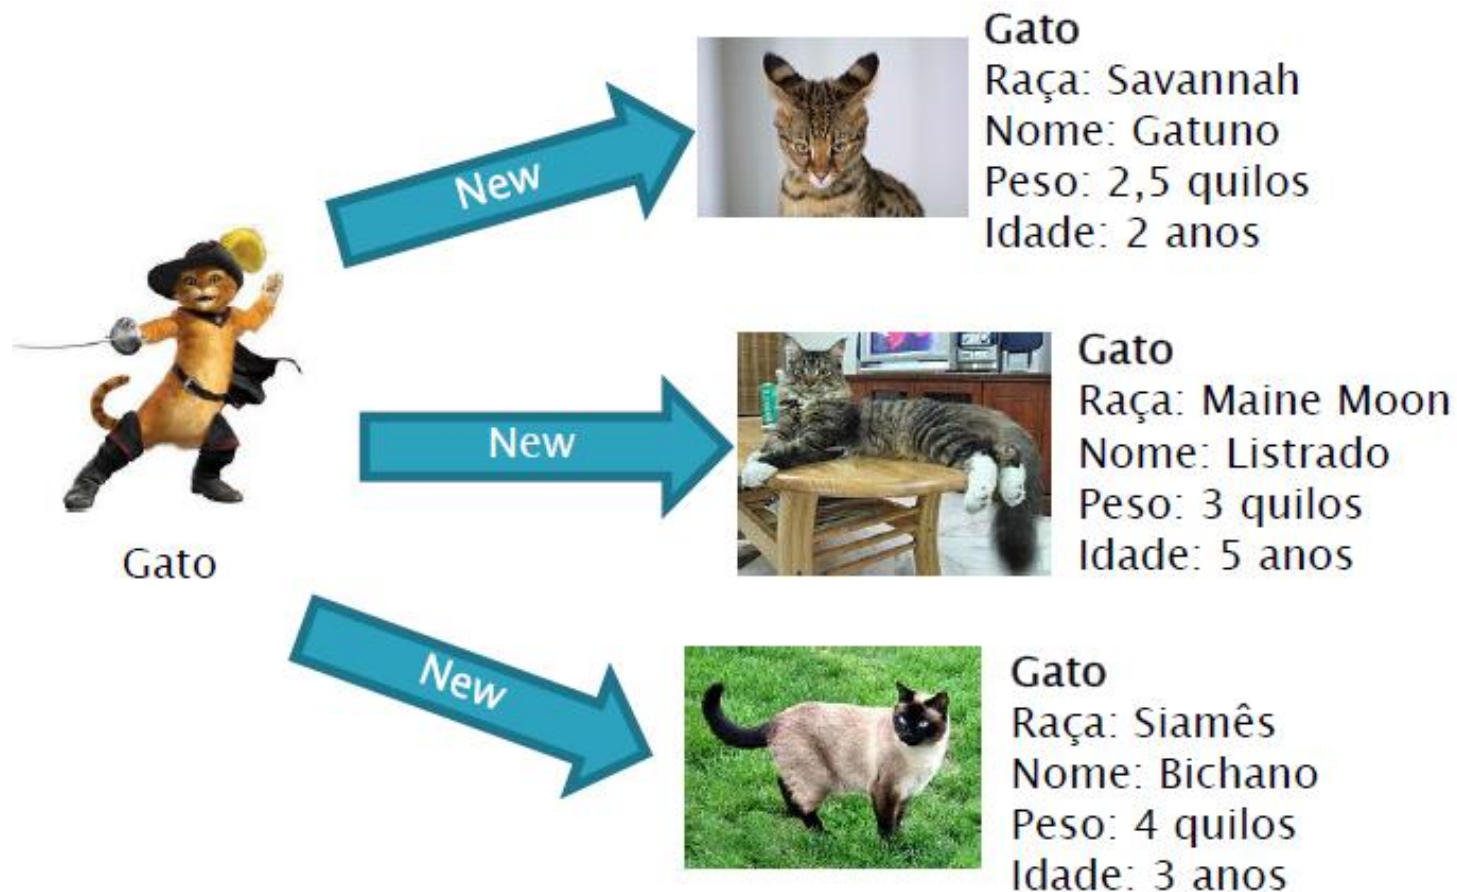 New
Gato
Raça: Savannah
Nome: Gatuno
Peso: 2,5 quilos
Idade: 2 anos
Gato
New
Gato
Raça: Maine Moon
Nome: Listrado
Peso: 3 quilos
Idade: 5 anos
New
Gato
Raça: Siamês
Nome: Bichano
Peso: 4 quilos
Idade: 3 anos